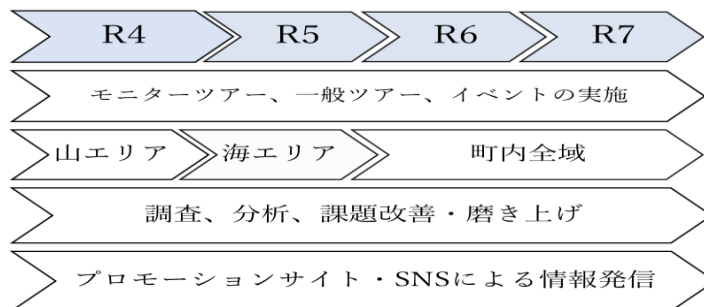 R4 R5 R6 R7
モニターツアー、一般ツアー、イベントの実施
山エリア 海エリア 町内全域
調査、分析、課題改善・磨き上げ
プロモーションサイト・SNSによる情報発信